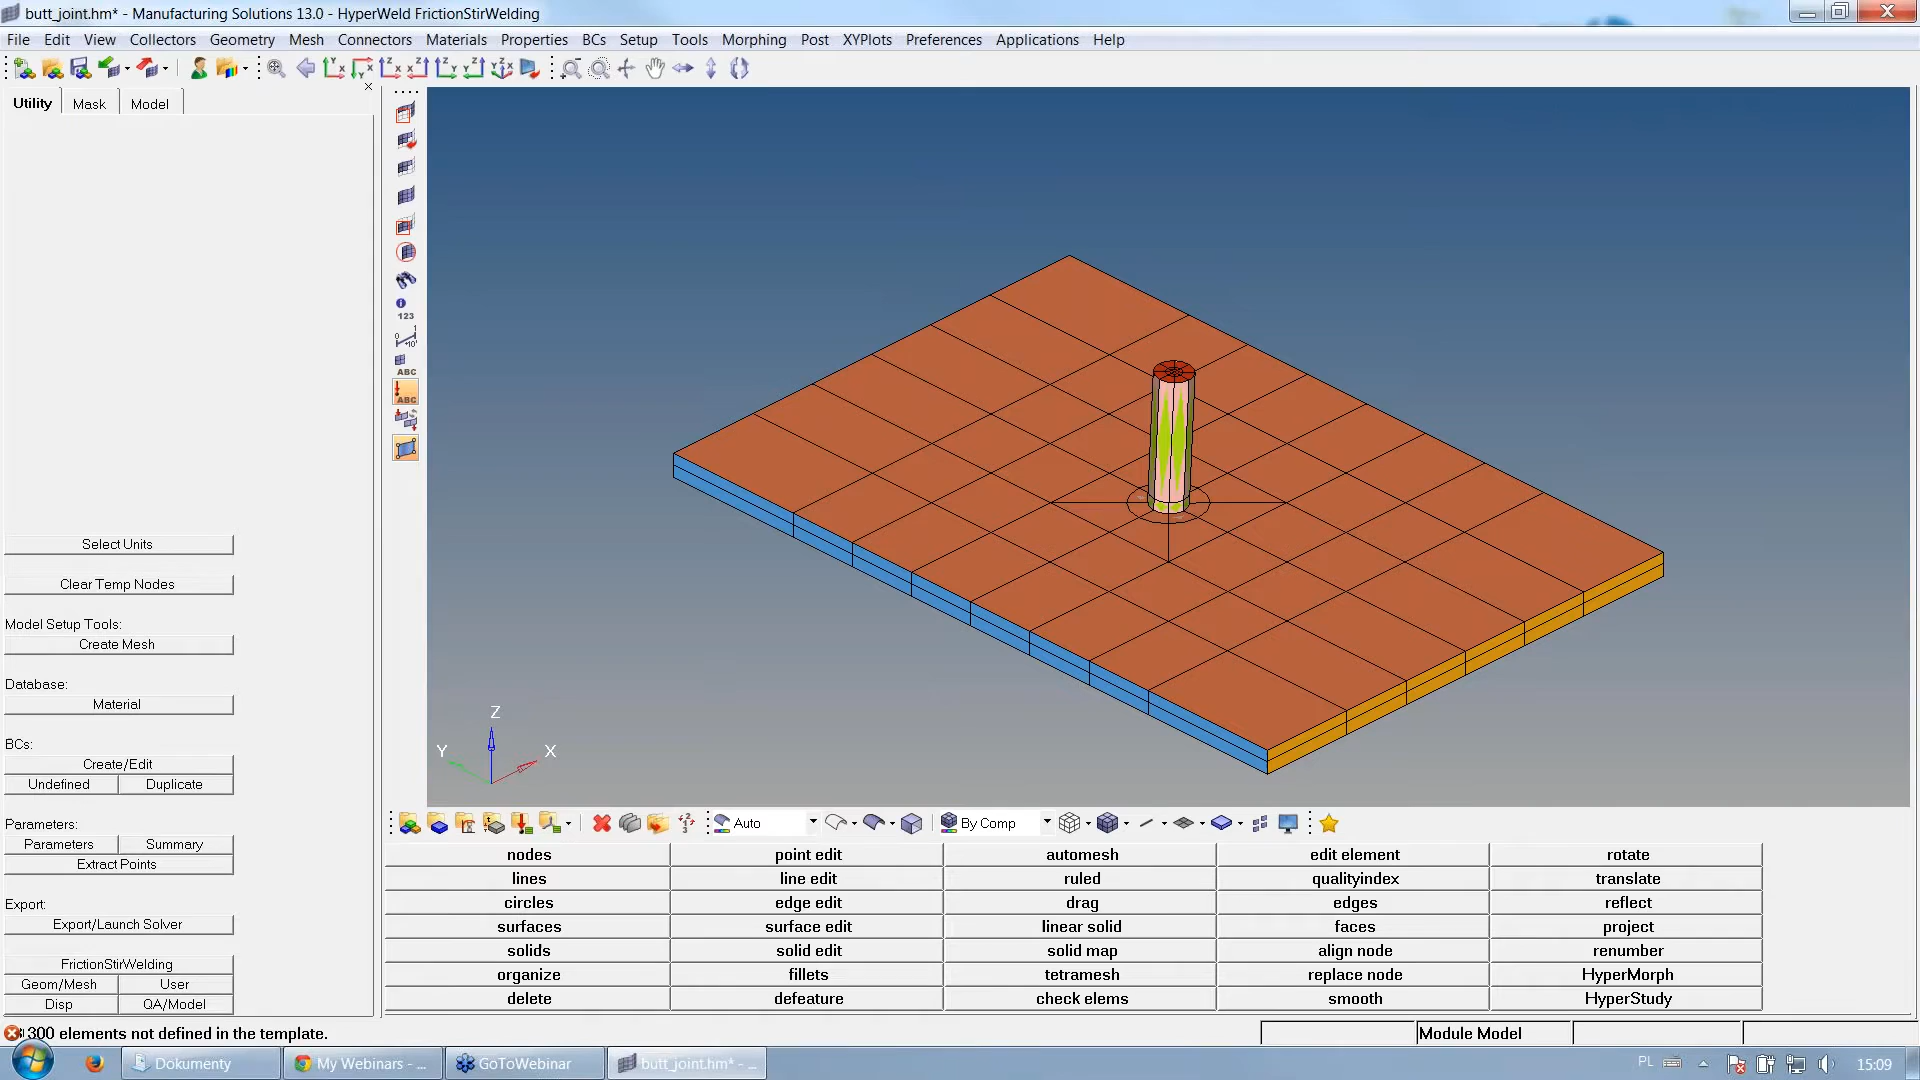 butt_joint.hm* - Manufacturing Solutions 13.0 - HyperWeld FrictionStirWelding
File Edit View Collectors Geometry Mesh Connectors Materials Properties BCs Setup Tools Morphing Post XYPlots Preferences Applications Help
Utility Mask Model
123
ABC
ABC
Select Units
Clear Temp Nodes
Model Setup Tools:
Create Mesh
Database:
Material
BCs:
Create/Edit
Undefined Duplicate
Parameters:
Parameters Summary
Extract Points
Export:
Export/Launch Solver
FrictionStirWelding
Geom/Mesh User
Disp QA/Model
Z
Y X
Auto By Comp
nodes point edit automesh edit element rotate
lines line edit ruled qualityindex translate
circles edge edit drag edges reflect
surfaces surface edit linear solid faces project
solids solid edit solid map align node renumber
organize fillets tetramesh replace node HyperMorph
delete defeature check elems smooth HyperStudy
300 elements not defined in the template.
Module Model
Dokumenty My Webinars - ... GoToWebinar butt_joint.hm* - ... PL 15:09